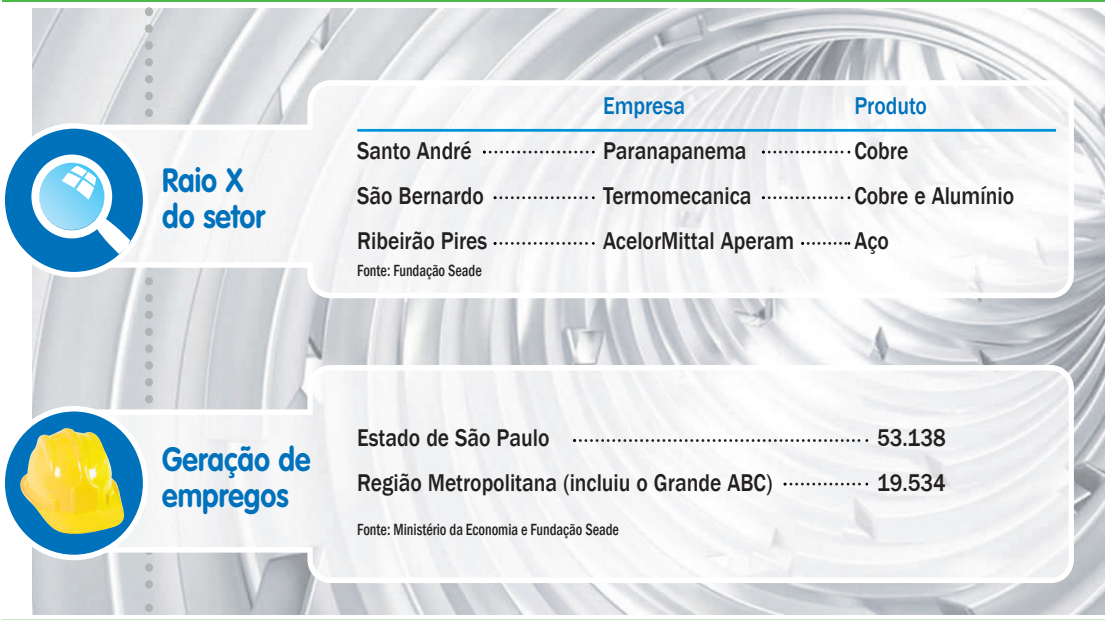 Raio X
do setor
Empresa Produto
Santo André ........................ Paranapanema ................... Cobre
São Bernardo ...................... Termomecanica ................... Cobre e Alumínio
Ribeirão Pires ...................... AcelorMittal Aperam .......... Aço
Fonte: Fundação Seade
Geração de
empregos
Estado de São Paulo ................................................................ 53.138
Região Metropolitana (incluiu o Grande ABC) ................... 19.534
Fonte: Ministério da Economia e Fundação Seade